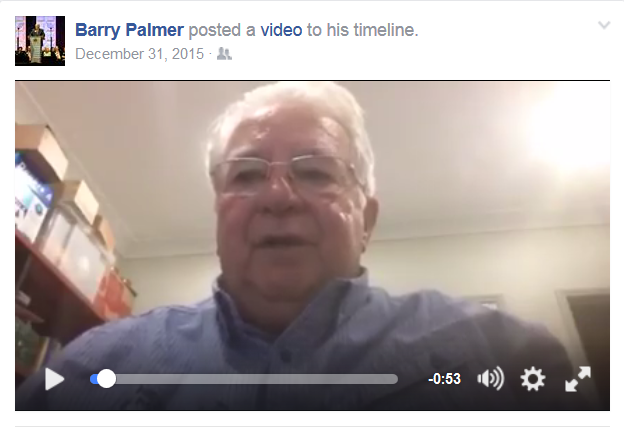 Barry Palmer posted a video to his timeline.
December 31, 2015 ·
-0:53